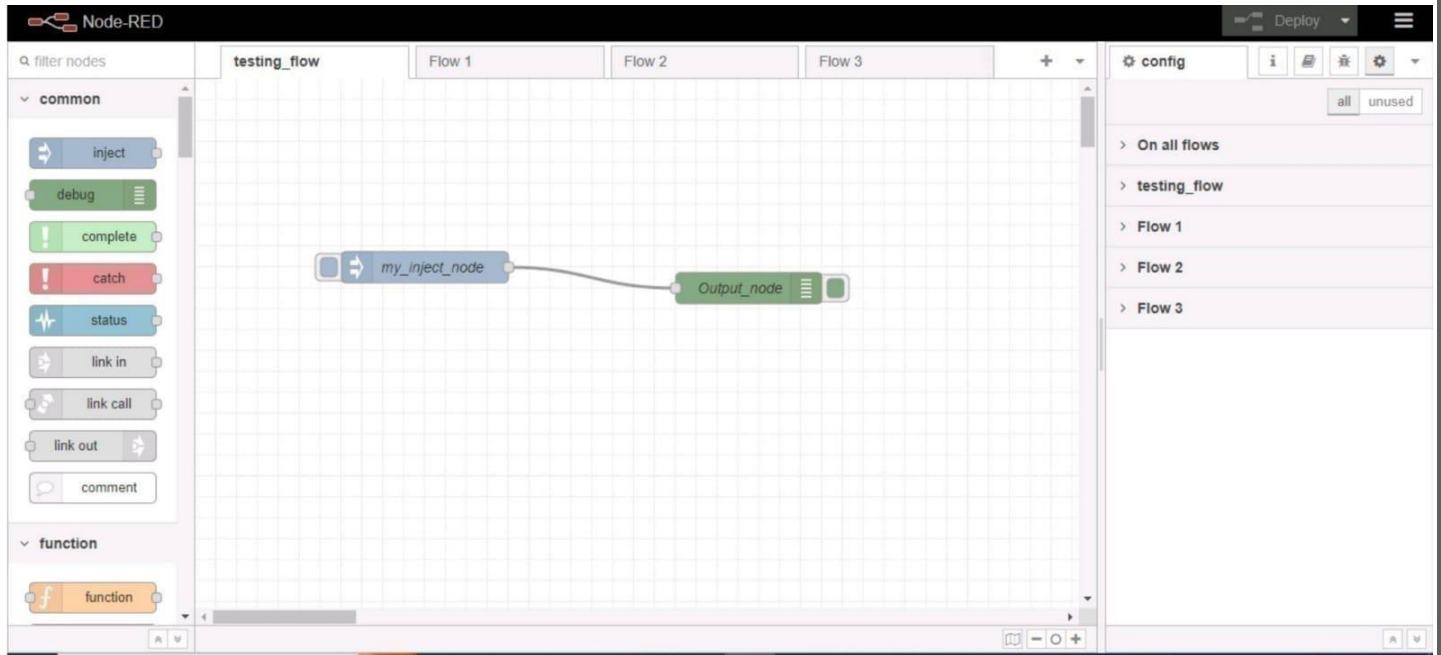 Node-RED
Deploy
filter nodes
testing_flow
Flow 1
Flow 2
Flow 3
config
i
all
unused
common
inject
debug
complete
catch
status
link in
link call
link out
comment
function
function
my_inject_node
Output_node
On all flows
testing_flow
Flow 1
Flow 2
Flow 3